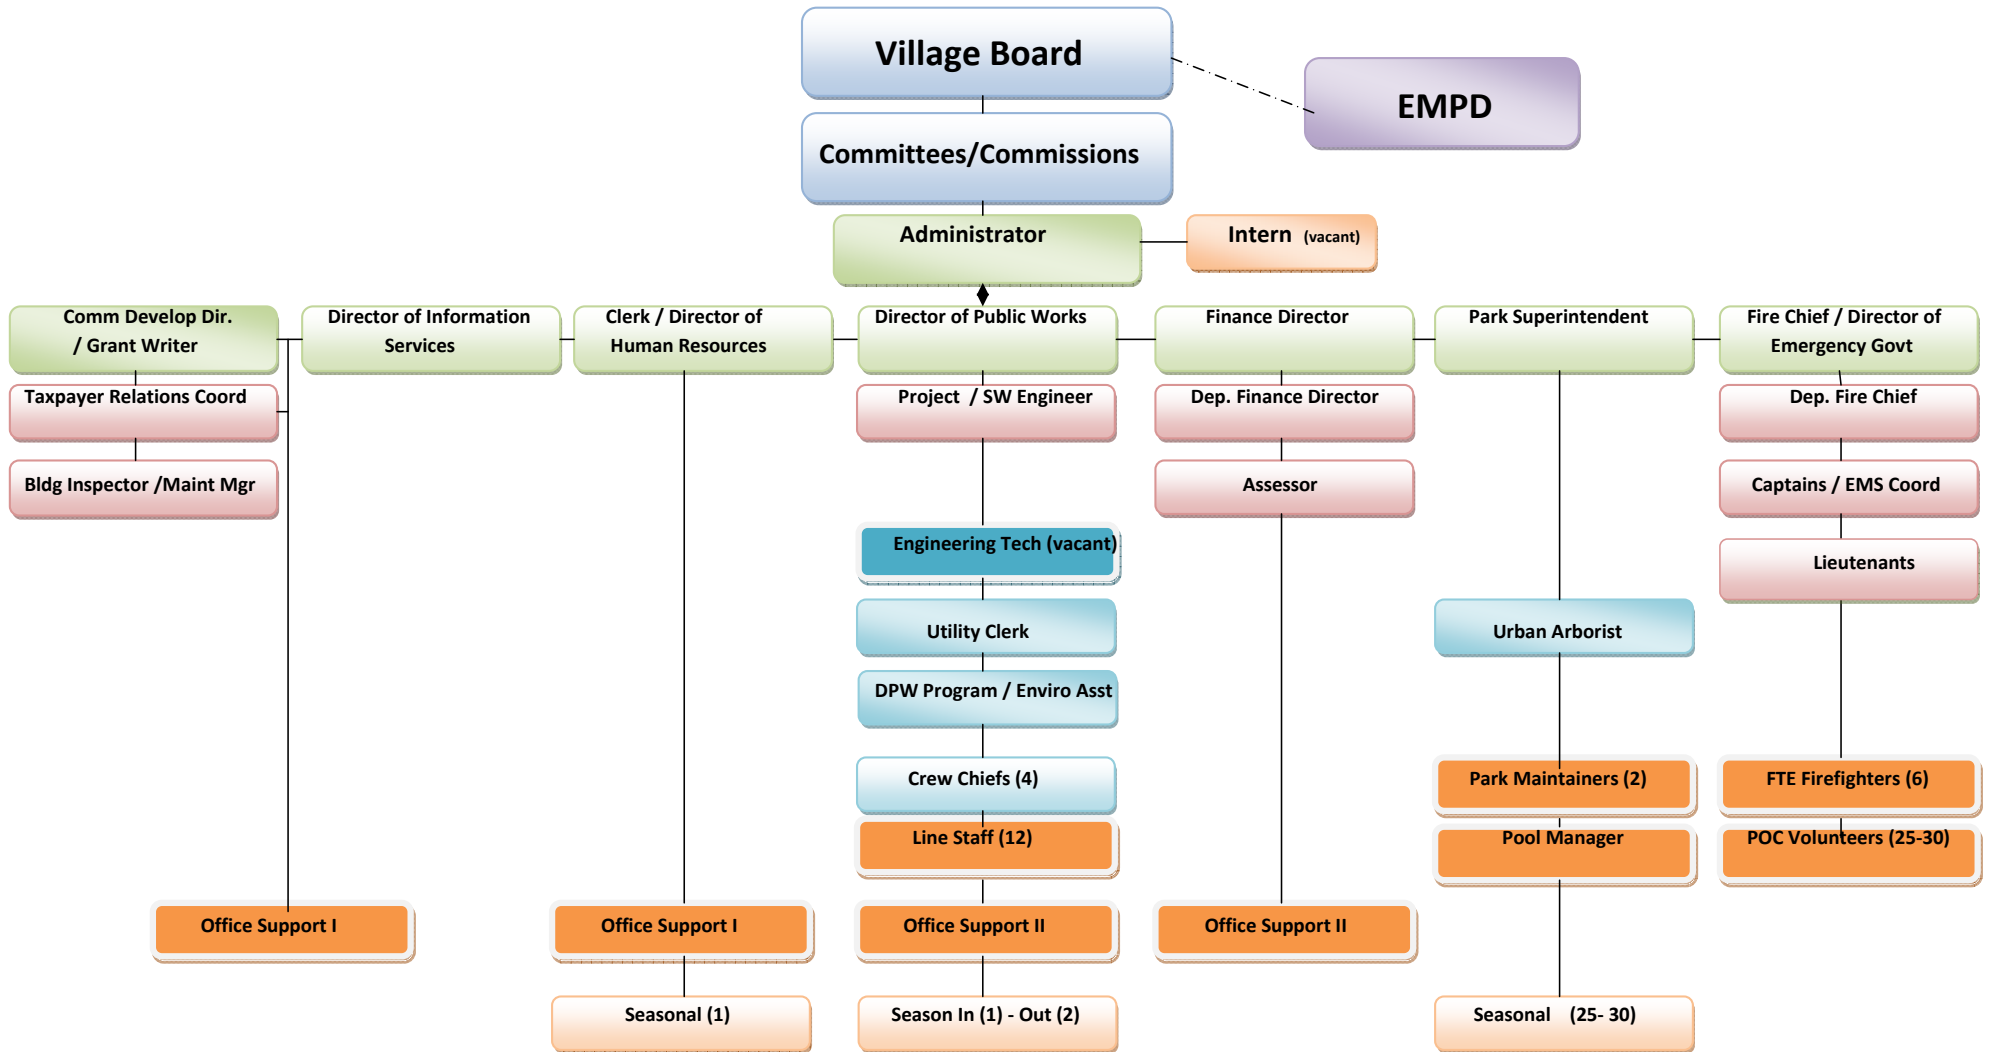 Village Board
EMPD
Committees/Commissions
Administrator
Intern (vacant)
Comm Develop Dir.
/ Grant Writer
Director of Information
Services
Clerk / Director of
Human Resources
Director of Public Works
Finance Director
Park Superintendent
Fire Chief / Director of
Emergency Govt
Taxpayer Relations Coord
Project / SW Engineer
Dep. Finance Director
Dep. Fire Chief
Bldg Inspector /Maint Mgr
Assessor
Captains / EMS Coord
Engineering Tech (vacant)
Lieutenants
Utility Clerk
Urban Arborist
DPW Program / Enviro Asst
Crew Chiefs (4)
Park Maintainers (2)
FTE Firefighters (6)
Line Staff (12)
Pool Manager
POC Volunteers (25-30)
Office Support I
Office Support I
Office Support II
Office Support II
Seasonal (1)
Season In (1) - Out (2)
Seasonal (25- 30)